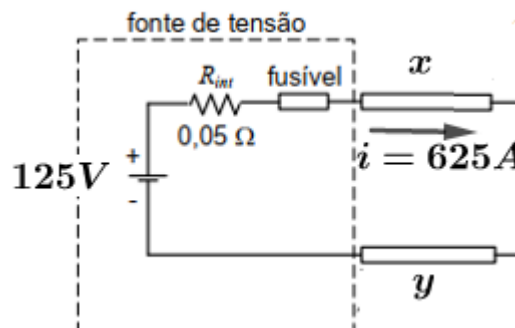 fonte de tensão
R_int fusível x
0,05 Ω
+
125V
-
i = 625A
y